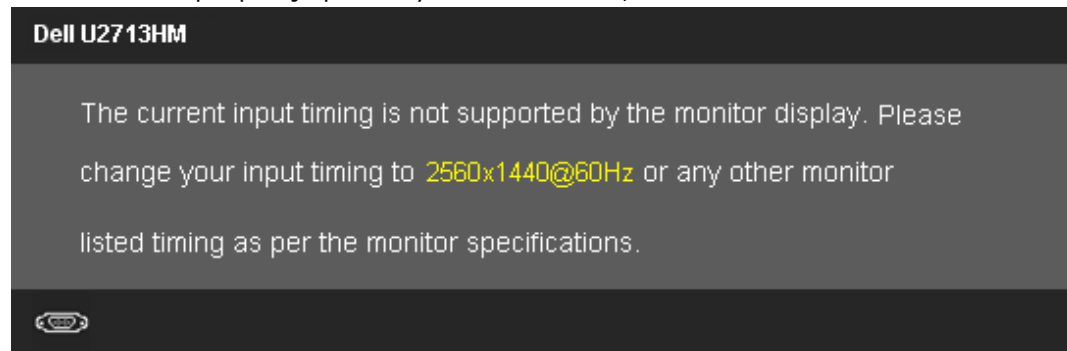 Dell U2713HM
The current input timing is not supported by the monitor display. Please
change your input timing to 2560x1440@60Hz or any other monitor
listed timing as per the monitor specifications.